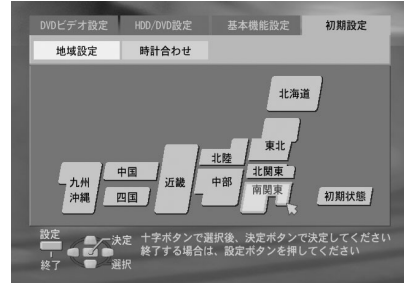 DVDビデオ設定 HDD/DVD設定 基本機能設定 初期設定
地域設定 時計合わせ
北海道
東北
北陸
北関東
中国
近畿
中部
南関東
九州
沖縄
四国
初期状態
設定
決定
十字ボタンで選択後、決定ボタンで決定してください
終了する場合は、設定ボタンを押してください
終了
選択